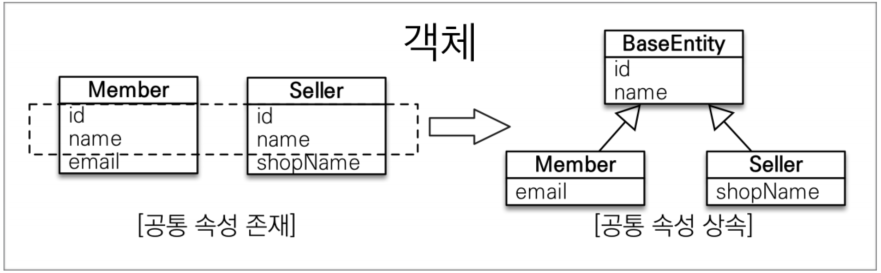 객체
Member
id
name
email
Seller
id
name
shopName
[공통 속성 존재]
BaseEntity
id
name
Member
email
Seller
shopName
[공통 속성 상속]